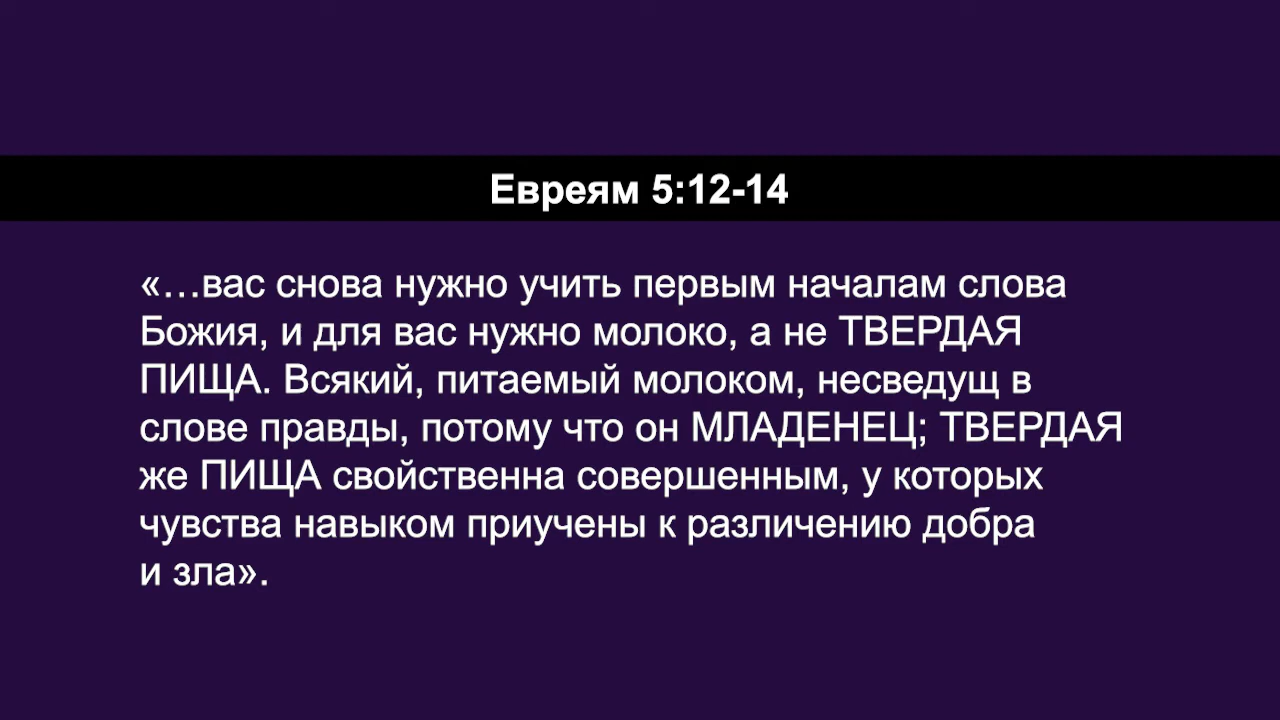 Евреям 5:12-14
«…вас снова нужно учить первым началам слова
Божия, и для вас нужно молоко, а не ТВЕРДАЯ
ПИЩА. Всякий, питаемый молоком, несведущ в
слове правды, потому что он МЛАДЕНЕЦ; ТВЕРДАЯ
же ПИЩА свойственна совершенным, у которых
чувства навыком приучены к различению добра
и зла».